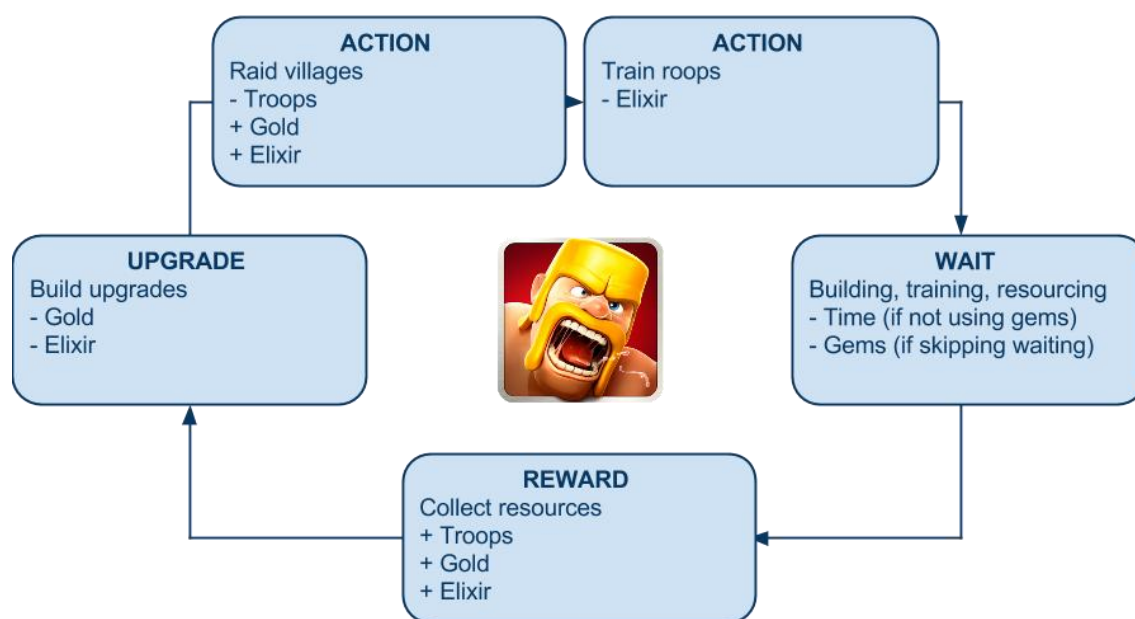 ACTION
Raid villages
- Troops
+ Gold
+ Elixir
ACTION
Train roops
- Elixir
UPGRADE
Build upgrades
- Gold
- Elixir
WAIT
Building, training, resourcing
- Time (if not using gems)
- Gems (if skipping waiting)
REWARD
Collect resources
+ Troops
+ Gold
+ Elixir